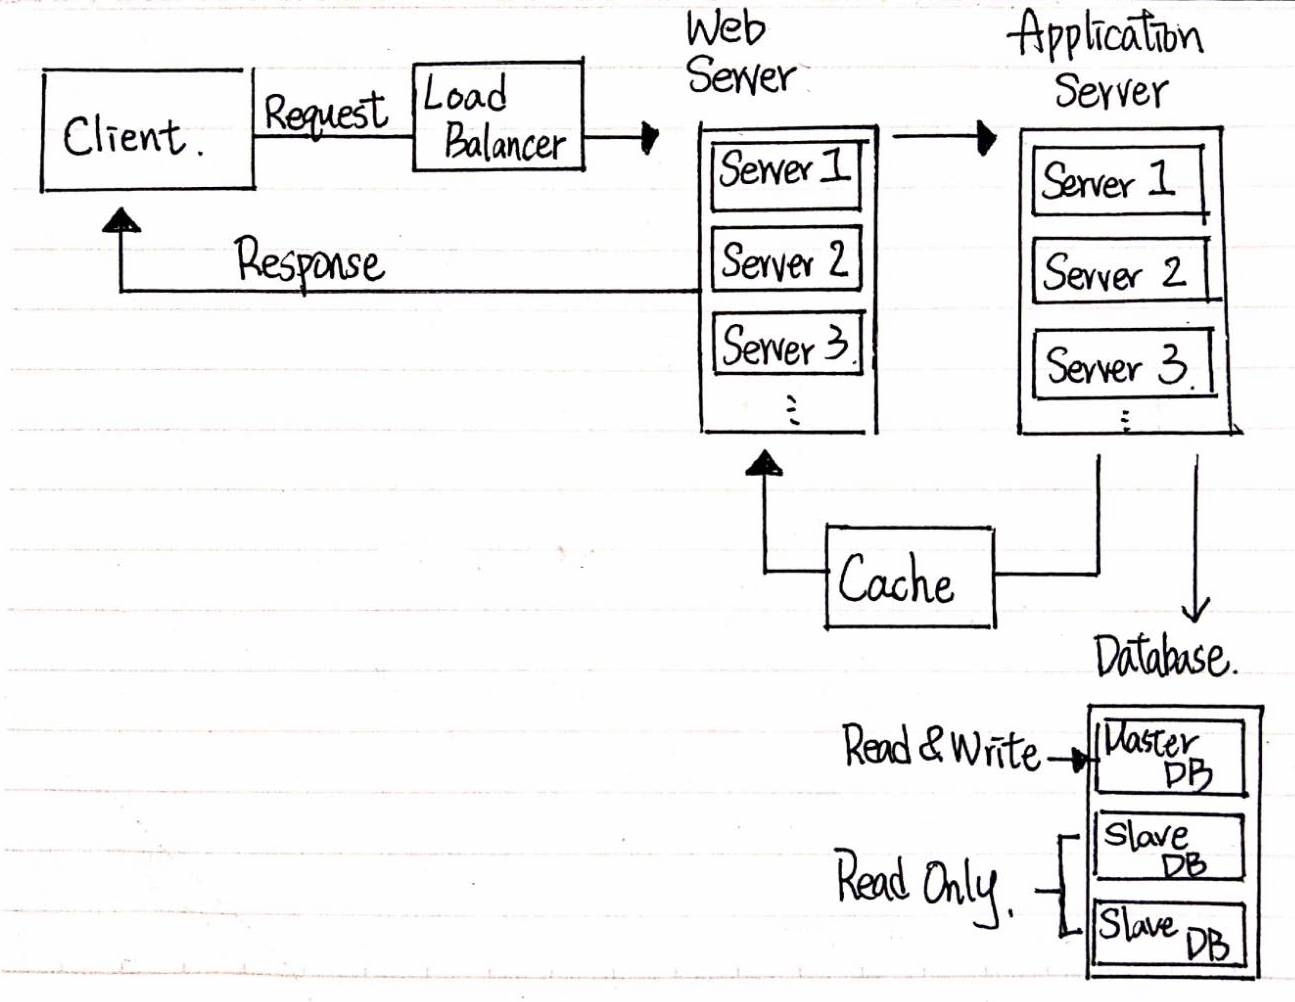 Web
Server
Application
Server
Client.
Request
Load
Balancer
Server 1
Server 2
Server 3.
⋮
Server 1
Server 2
Server 3.
⋮
Response
Cache
Database.
Read & Write
Master
DB
Slave
DB
Read Only.
Slave
DB